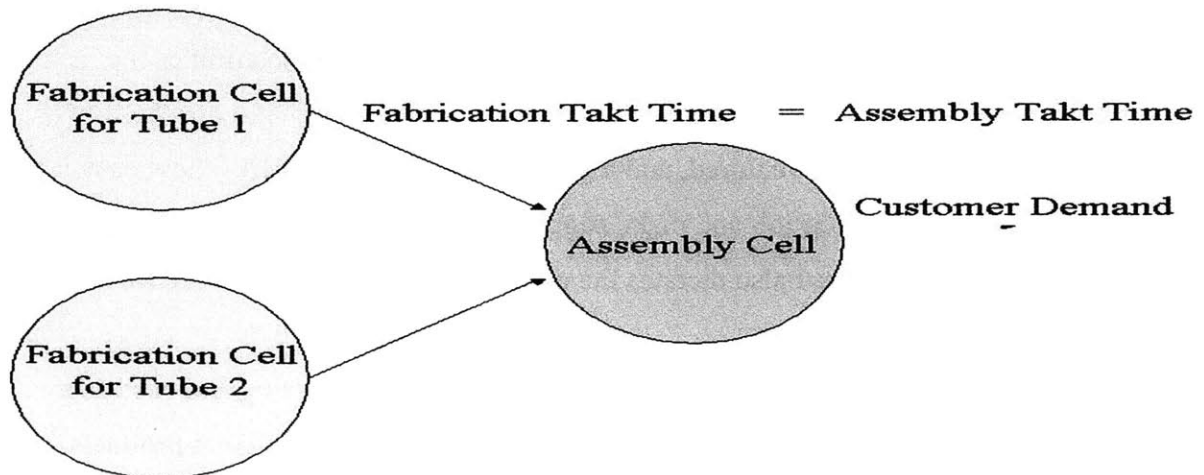 Fabrication Cell
for Tube 1
Fabrication Takt Time = Assembly Takt Time
Customer Demand
Assembly Cell
Fabrication Cell
for Tube 2